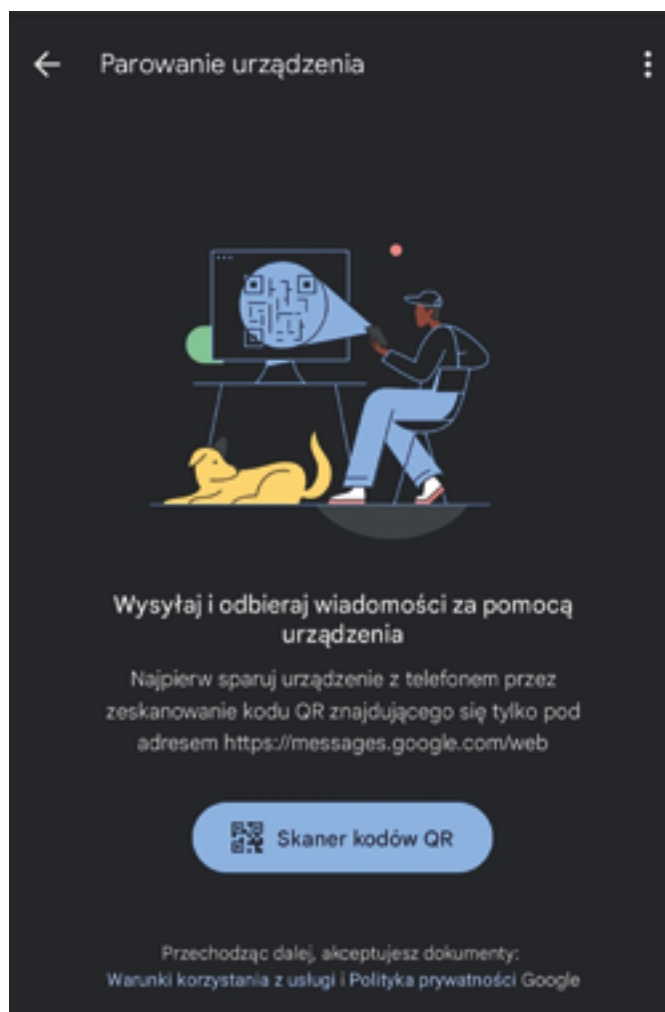 Parowanie urządzenia
Wysyłaj i odbieraj wiadomości za pomocą
urządzenia
Najpierw sparuj urządzenie z telefonem przez
zeskanowanie kodu QR znajdującego się tylko pod
adresem https://messages.google.com/web
Skaner kodów QR
Przechodząc dalej, akceptujesz dokumenty:
Warunki korzystania z usługi i Polityka prywatności Google